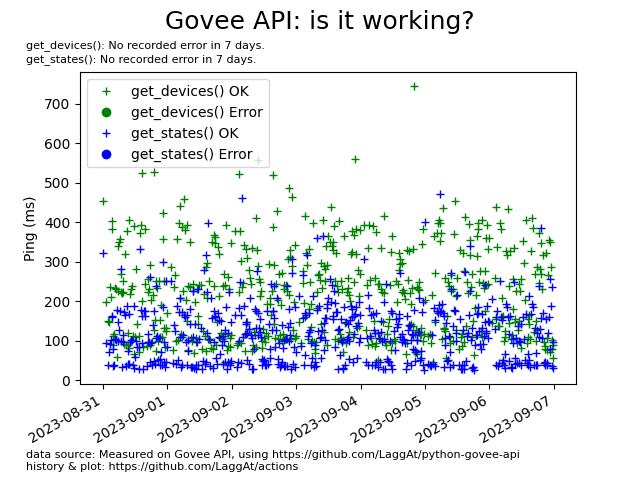 Govee API: is it working?
get_devices(): No recorded error in 7 days.
get_states(): No recorded error in 7 days.
get_devices() OK
get_devices() Error
get_states() OK
get_states() Error
Ping (ms)
700
600
500
400
300
200
100
0
2023-08-31
2023-09-01
2023-09-02
2023-09-03
2023-09-04
2023-09-05
2023-09-06
2023-09-07
data source: Measured on Govee API, using https://github.com/LaggAt/python-govee-api
history & plot: https://github.com/LaggAt/actions